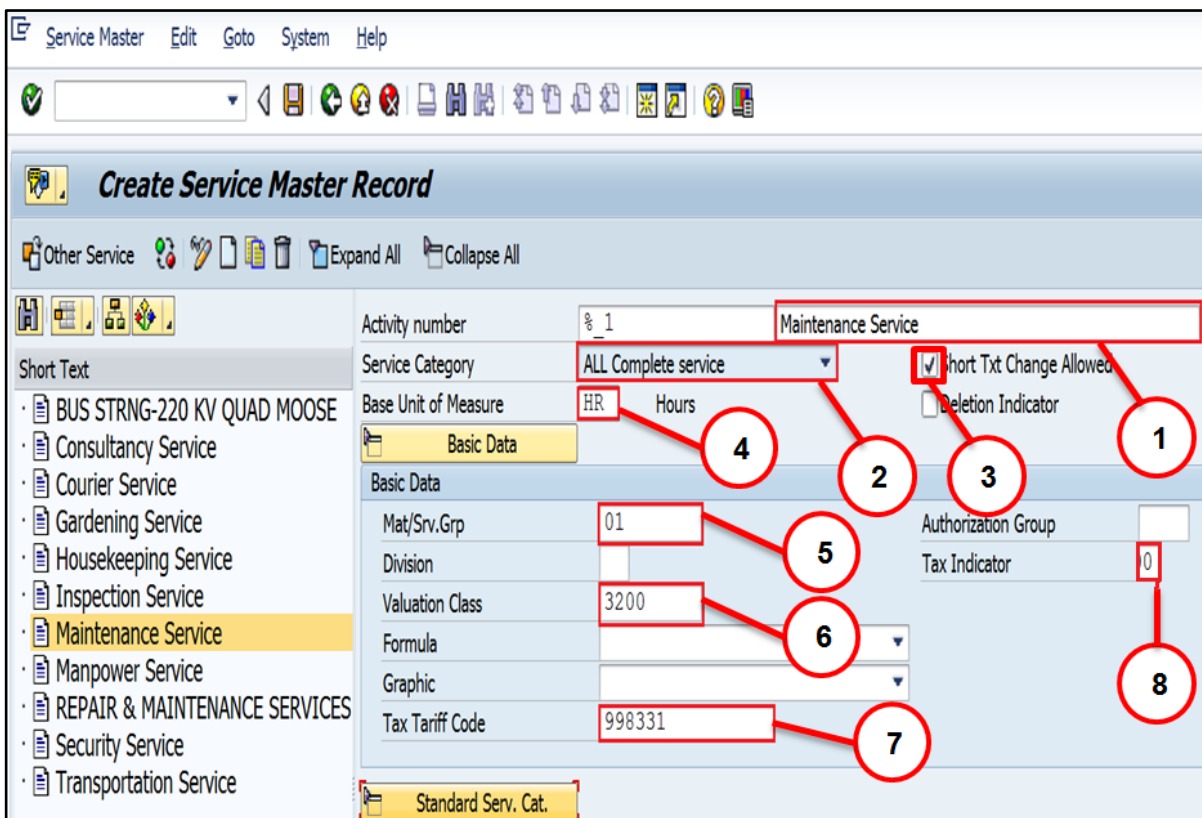 Service Master Edit Goto System Help
Create Service Master Record
Other Service Expand All Collapse All
Activity number %_1 Maintenance Service
Short Text
Service Category ALL Complete service Short Txt Change Allowed
Base Unit of Measure HR Hours Deletion Indicator
Basic Data
Basic Data
Mat/Srv.Grp 01 Authorization Group
Division Tax Indicator
Valuation Class 3200
Formula
Graphic
Tax Tariff Code 998331
Standard Serv. Cat.
BUS STRNG-220 KV QUAD MOOSE
Consultancy Service
Courier Service
Gardening Service
Housekeeping Service
Inspection Service
Maintenance Service
Manpower Service
REPAIR & MAINTENANCE SERVICES
Security Service
Transportation Service
1
2
3
4
5
6
7
8